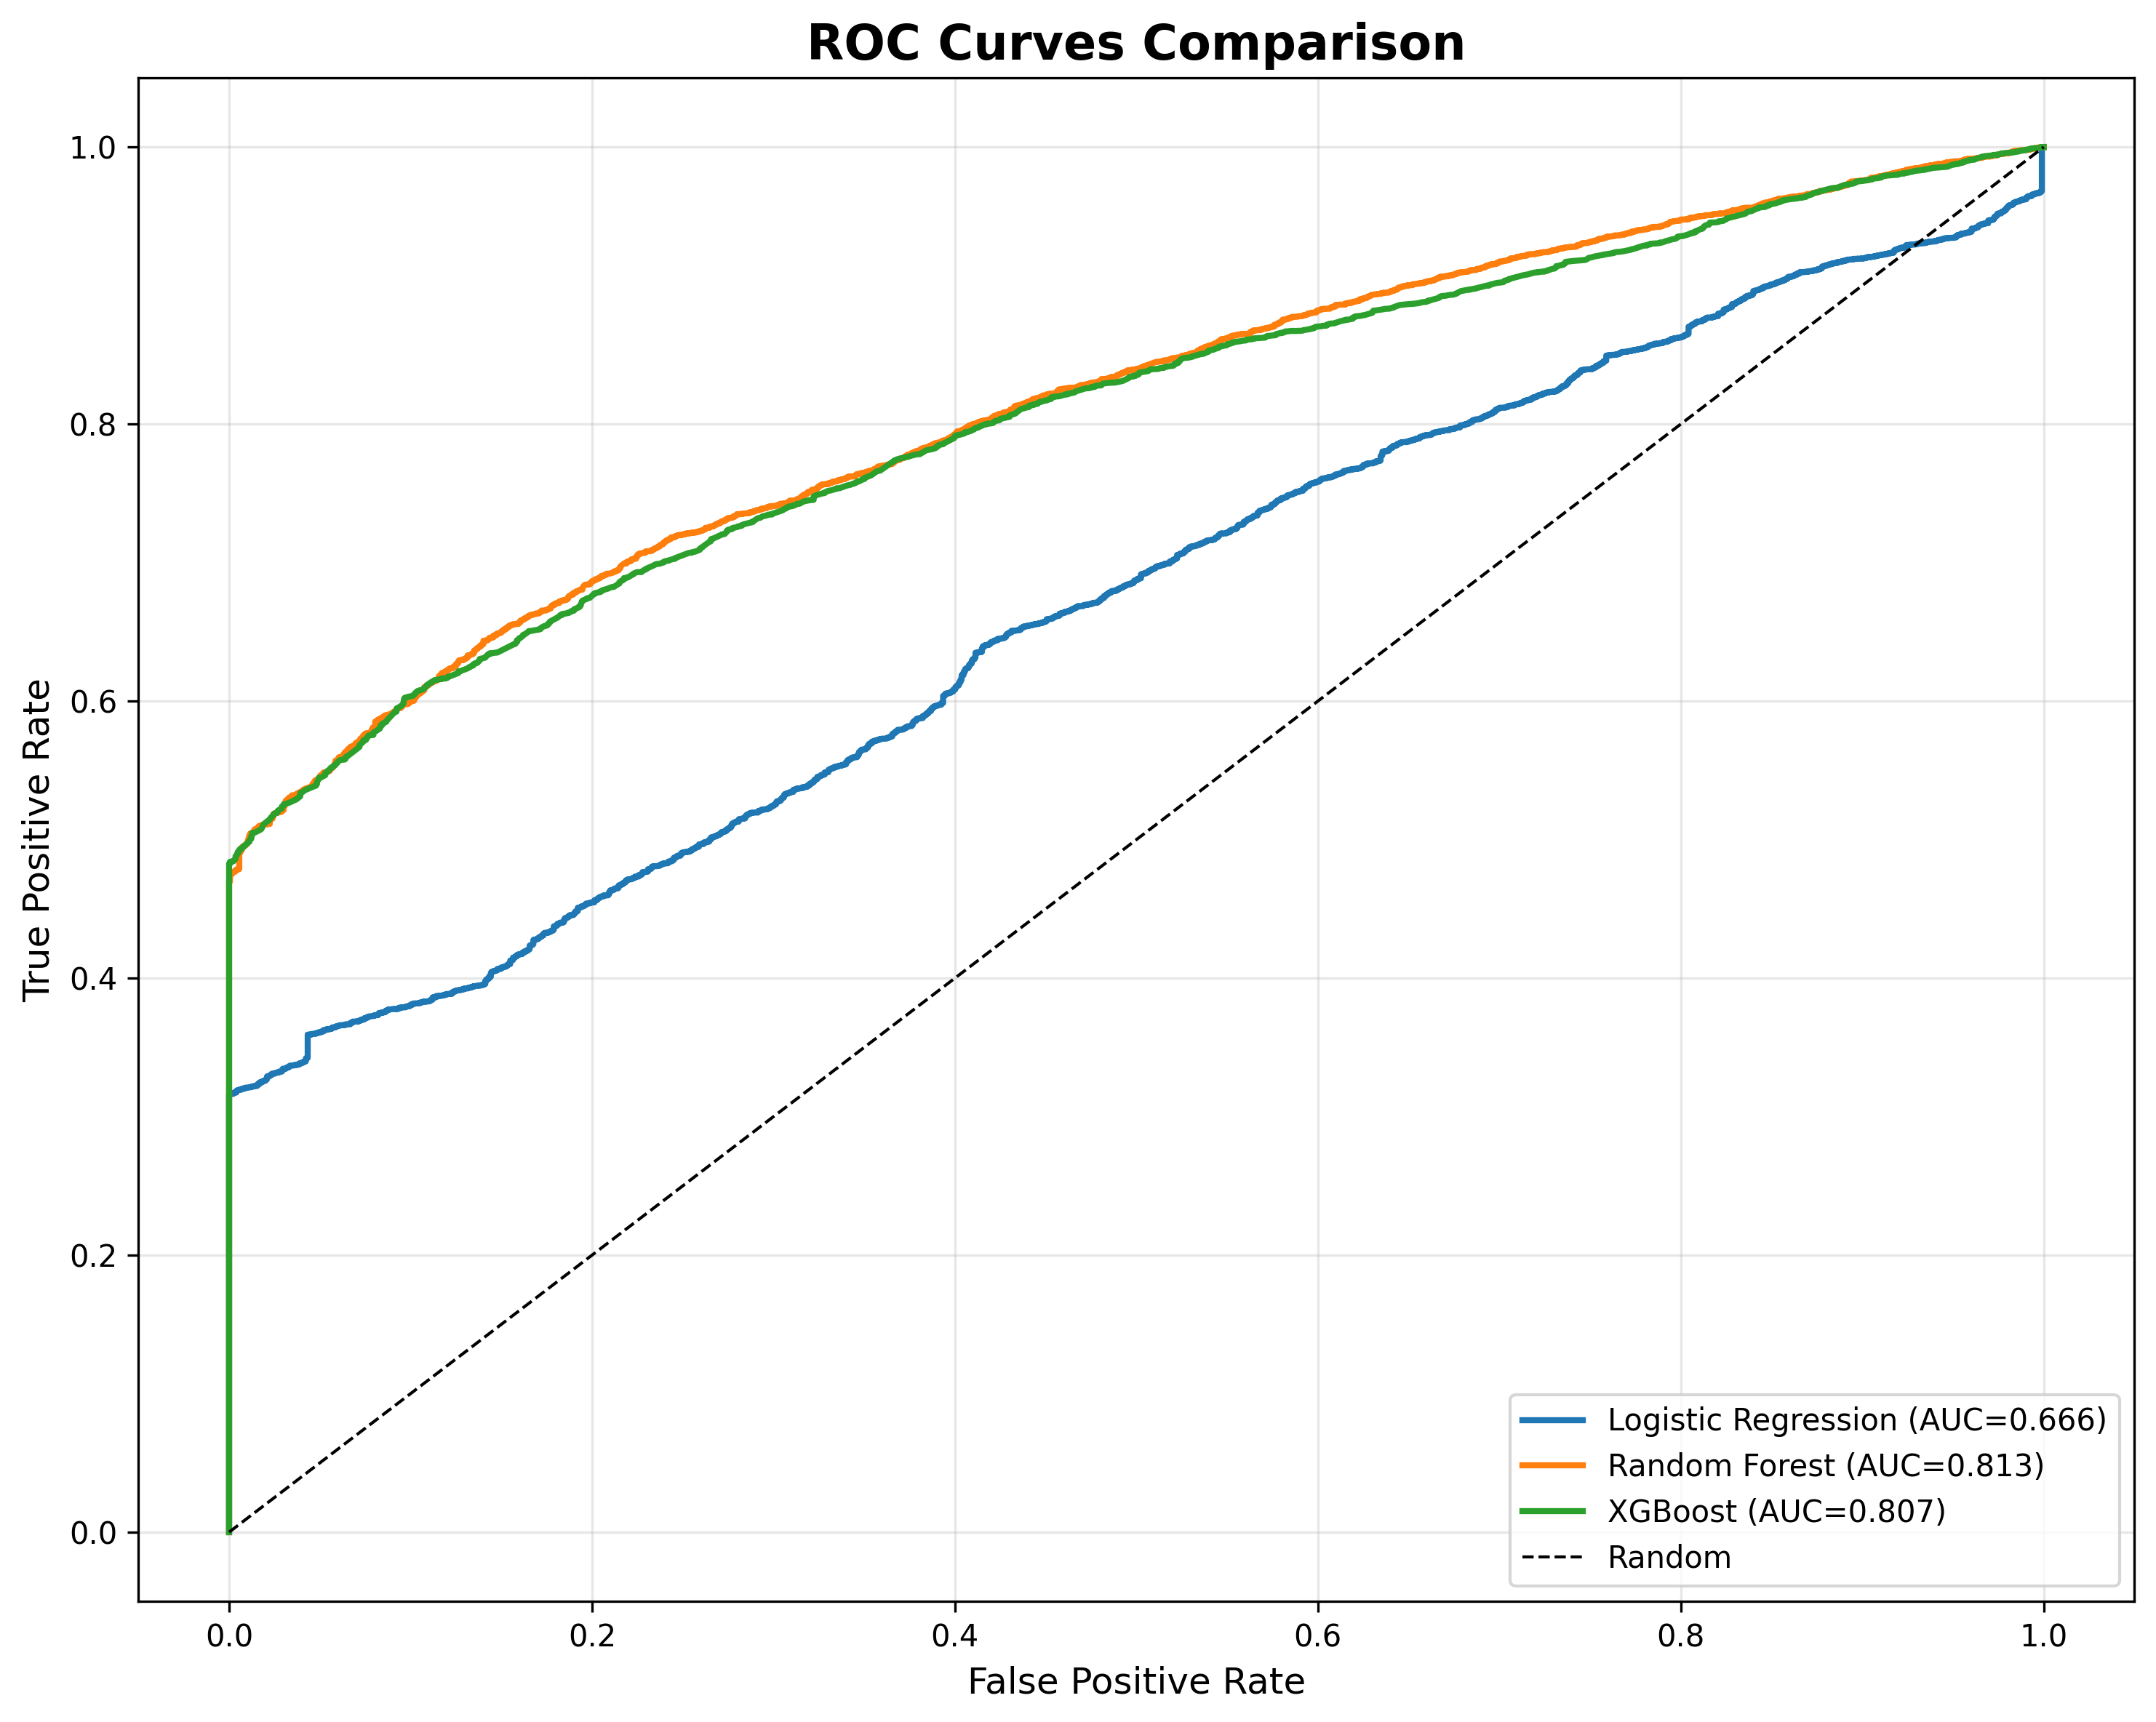 ROC Curves Comparison
True Positive Rate
1.0
0.8
0.6
0.4
0.2
0.0
0.0 0.2 0.4 0.6 0.8 1.0
False Positive Rate
Logistic Regression (AUC=0.666)
Random Forest (AUC=0.813)
XGBoost (AUC=0.807)
Random